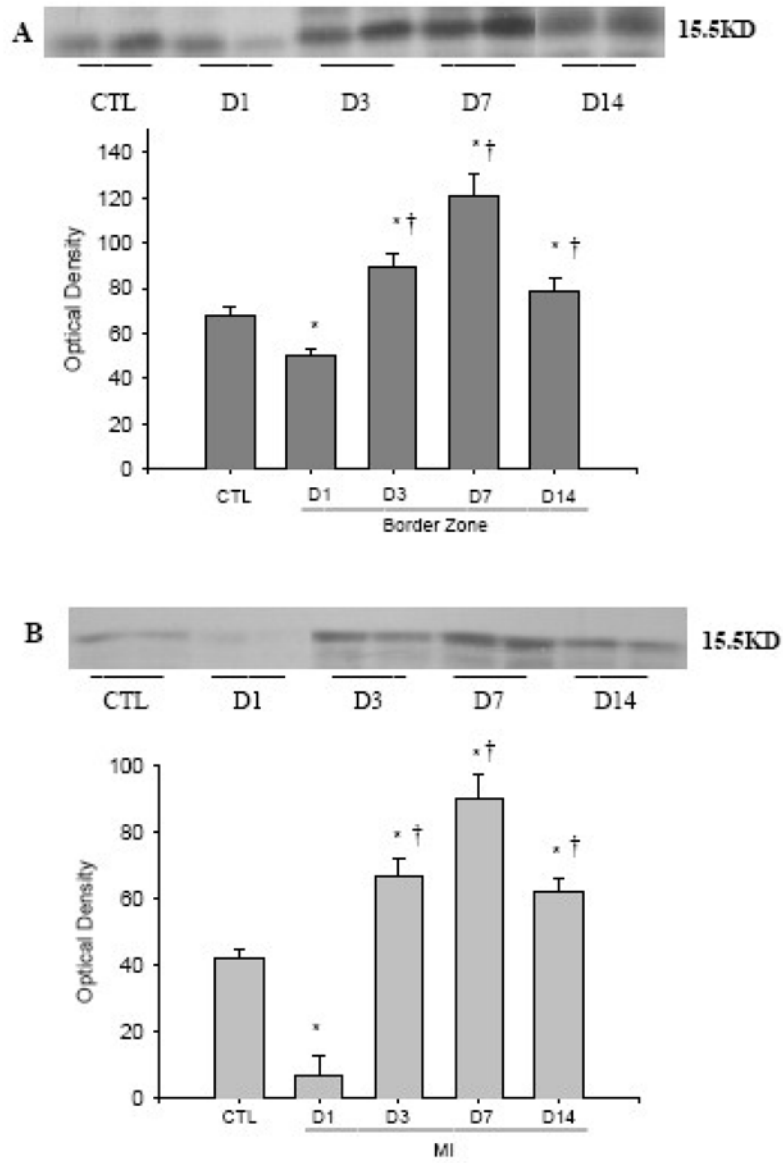 A 15.5KD
CTL D1 D3 D7 D14
140
120
100
80
60
40
20
0
Optical Density
*
* †
* †
* †
CTL D1 D3 D7 D14
Border Zone
B 15.5KD
CTL D1 D3 D7 D14
100
80
60
40
20
0
Optical Density
*
* †
* †
* †
CTL D1 D3 D7 D14
MI